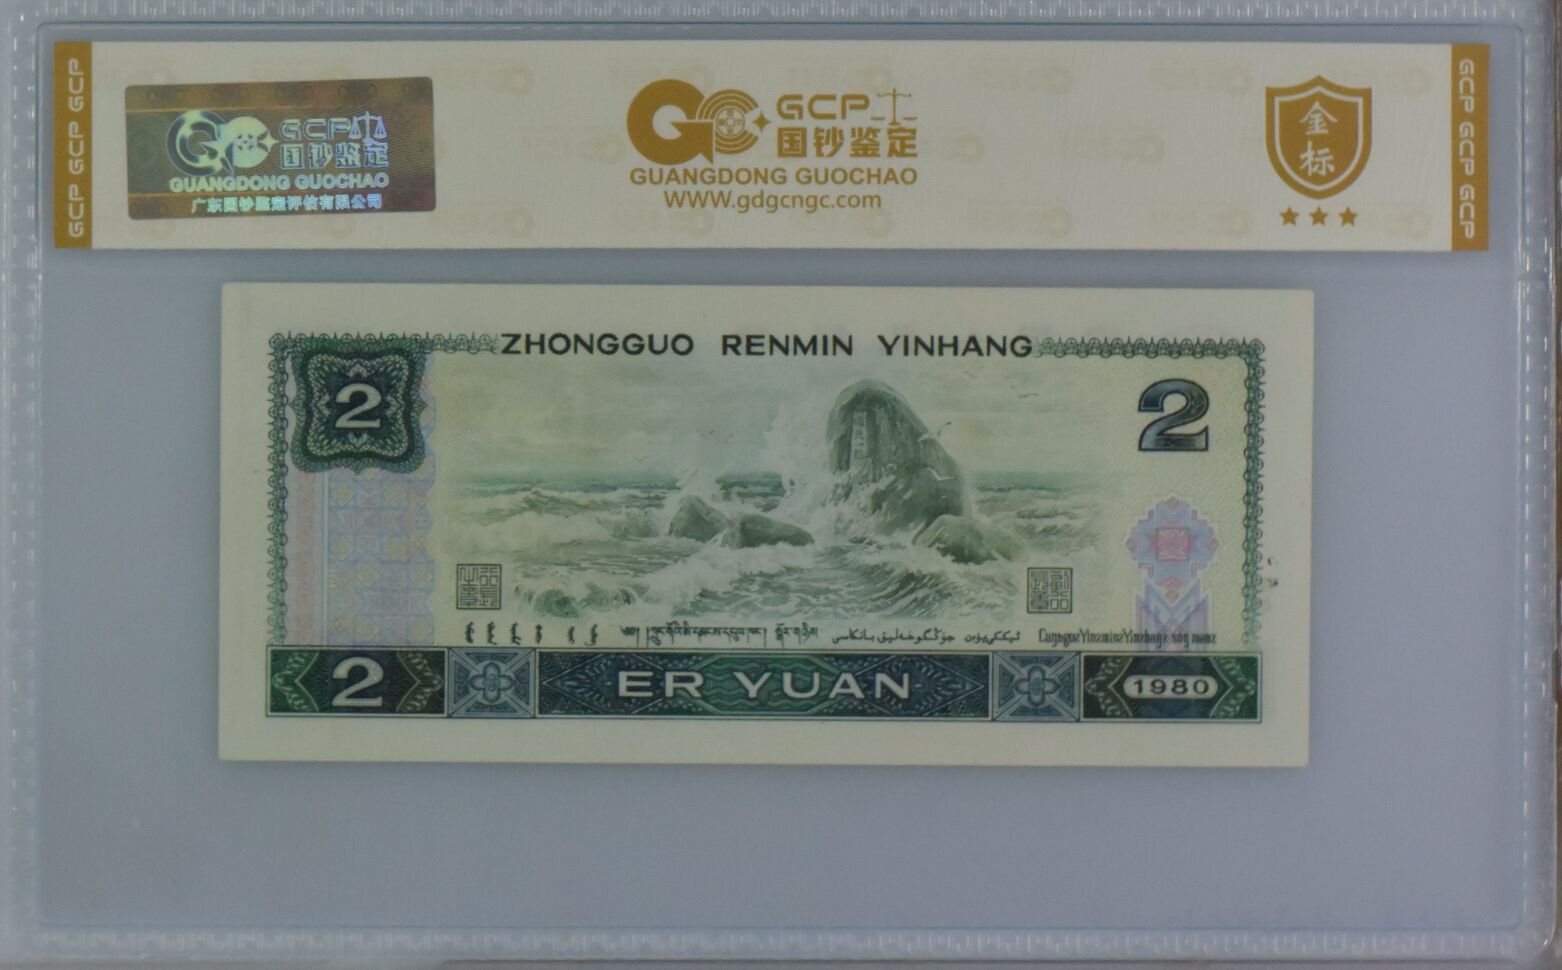 GCP GCP GCP
GCP
国钞鉴定
GUANGDONG GUOCHAO
广东国钞鉴定评估有限公司
GCP
国钞鉴定
GUANGDONG GUOCHAO
WWW.gdgcngc.com
金标
GCP GCP GCP
ZHONGGUO RENMIN YINHANG
2
2
2
ER YUAN
1980